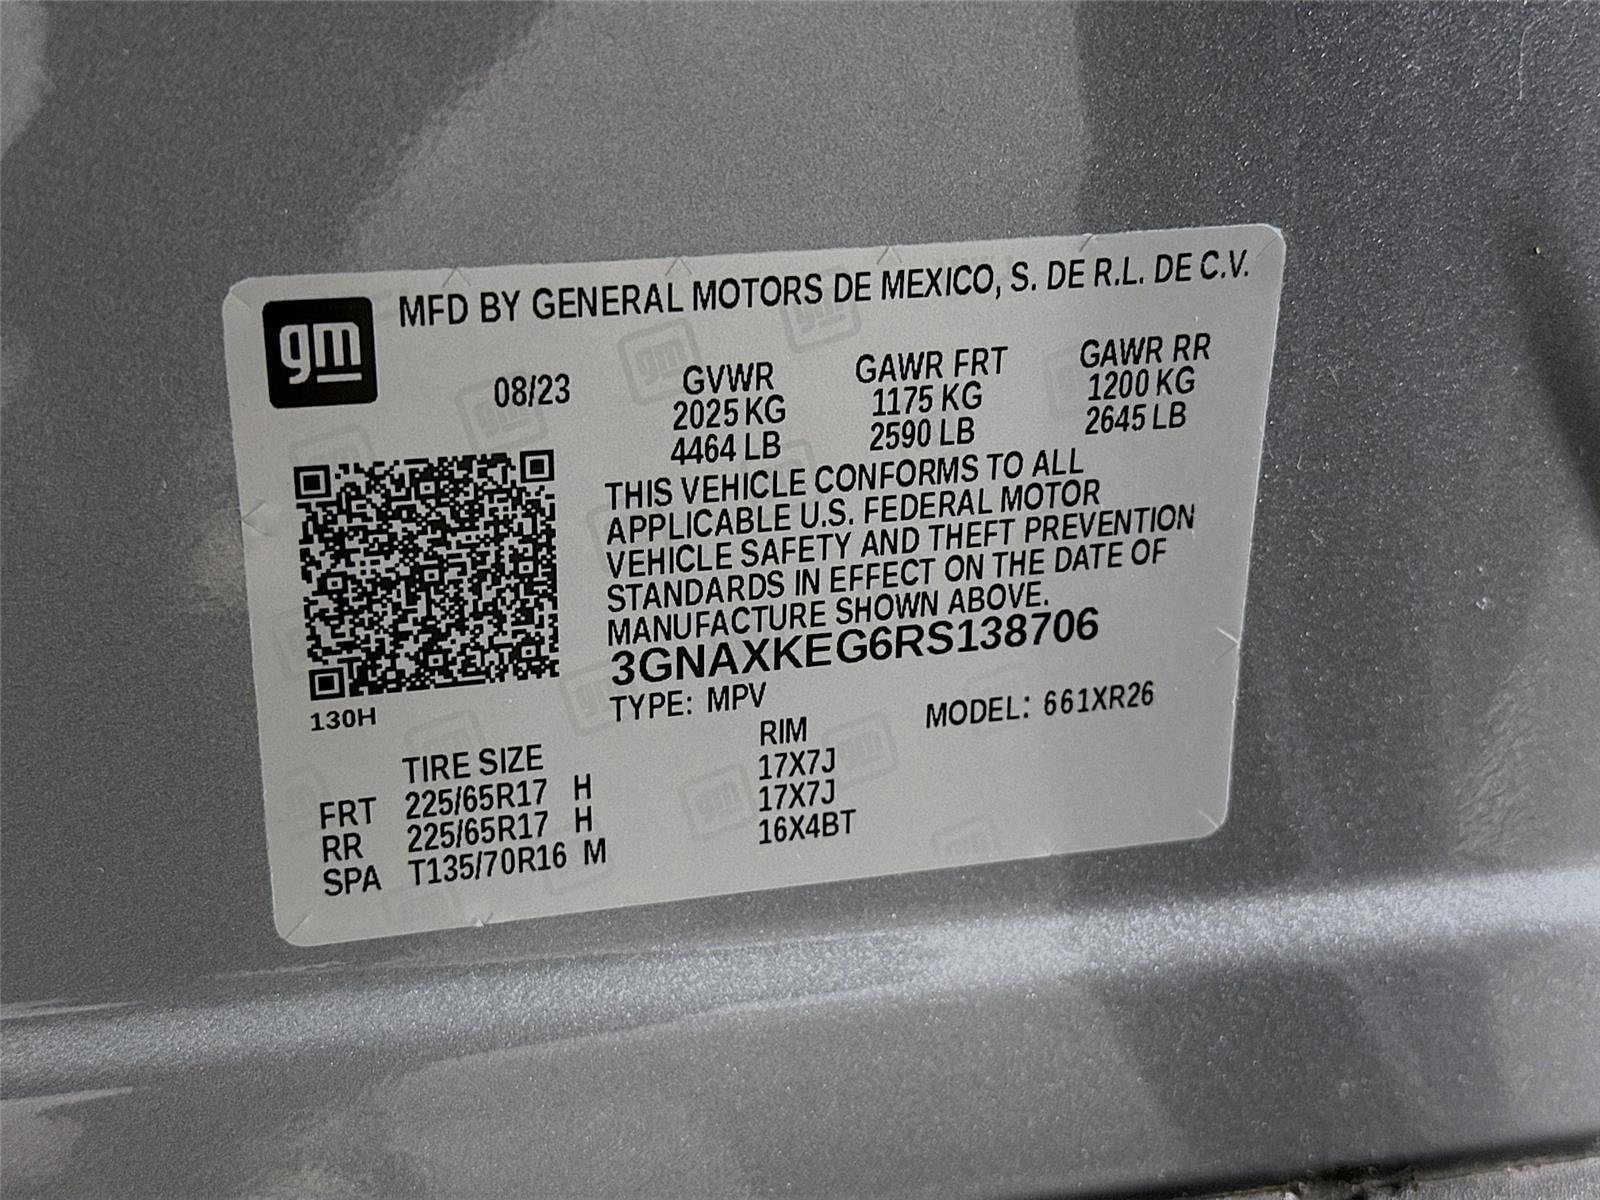 gm
MFD BY GENERAL MOTORS DE MEXICO, S. DE R.L. DE C.V.
08/23 GVWR GAWR FRT GAWR RR
2025 KG 1175 KG 1200 KG
4464 LB 2590 LB 2645 LB
THIS VEHICLE CONFORMS TO ALL
APPLICABLE U.S. FEDERAL MOTOR
VEHICLE SAFETY AND THEFT PREVENTION
STANDARDS IN EFFECT ON THE DATE OF
MANUFACTURE SHOWN ABOVE.
3GNAXKEG6RS138706
130H
TYPE: MPV MODEL: 661XR26
TIRE SIZE RIM
FRT 225/65R17 H 17X7J
RR 225/65R17 H 17X7J
SPA T135/70R16 M 16X4BT